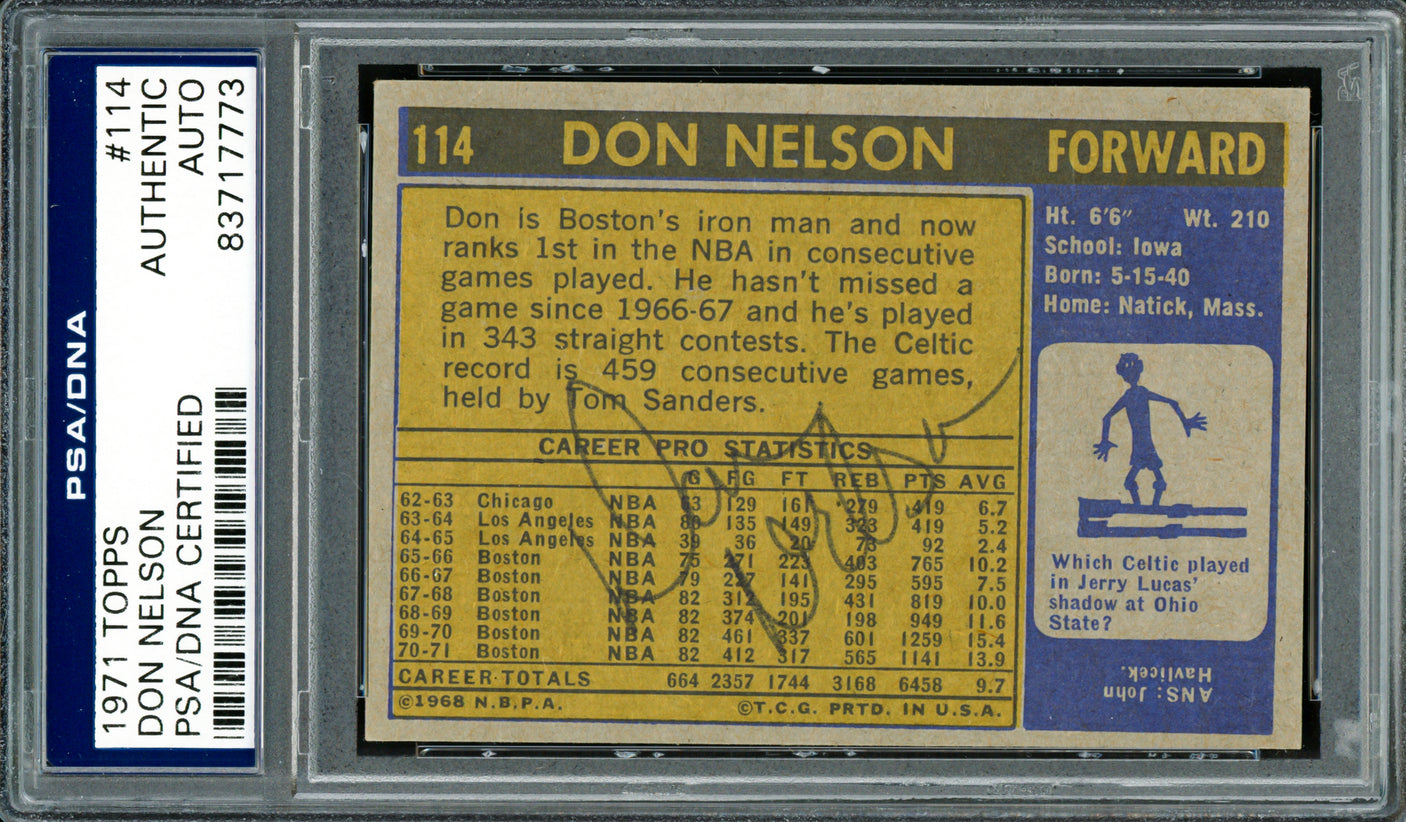 PSA/DNA
1971 TOPPS #114
DON NELSON AUTHENTIC
PSA/DNA CERTIFIED AUTO
83717773
114 DON NELSON FORWARD
Don is Boston's iron man and now
ranks 1st in the NBA in consecutive
games played. He hasn't missed a
game since 1966-67 and he's played
in 343 straight contests. The Celtic
record is 459 consecutive games,
held by Tom Sanders.
Ht. 6'6" Wt. 210
School: Iowa
Born: 5-15-40
Home: Natick, Mass.
CAREER PRO STATISTICS
G FG FT REB PTS AVG
62-63 Chicago NBA 63 129 161 279 419 6.7
63-64 Los Angeles NBA 80 135 149 323 419 5.2
64-65 Los Angeles NBA 39 36 20 73 92 2.4
65-66 Boston NBA 75 271 223 403 765 10.2
66-67 Boston NBA 79 227 141 295 595 7.5
67-68 Boston NBA 82 312 195 431 819 10.0
68-69 Boston NBA 82 374 201 198 949 11.6
69-70 Boston NBA 82 461 337 601 1259 15.4
70-71 Boston NBA 82 412 317 565 1141 13.9
CAREER TOTALS 664 2357 1744 3168 6458 9.7
©1968 N.B.P.A. ©T.C.G. PRTD. IN U.S.A.
Which Celtic played
in Jerry Lucas'
shadow at Ohio
State?
ANS: John
Havlicek.